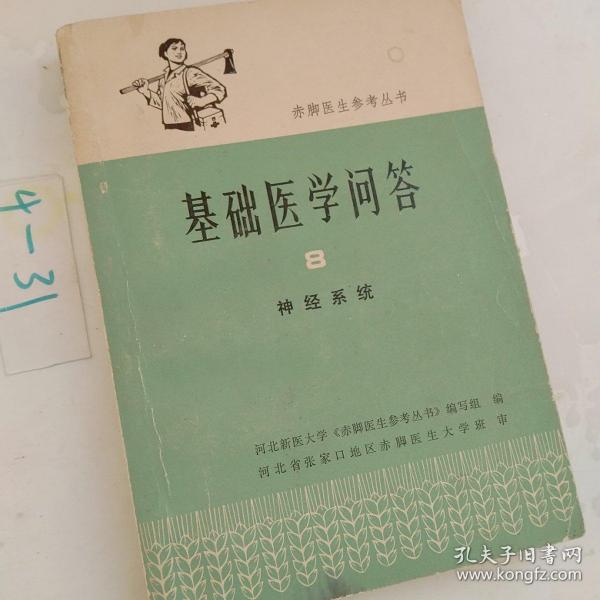 赤脚医生参考丛书
基础医学问答
8
神经系统
河北新医大学《赤脚医生参考丛书》编写组 编
河北省张家口地区赤脚医生大学班 审
4-31
孔夫子旧书网
www.kongfz.com